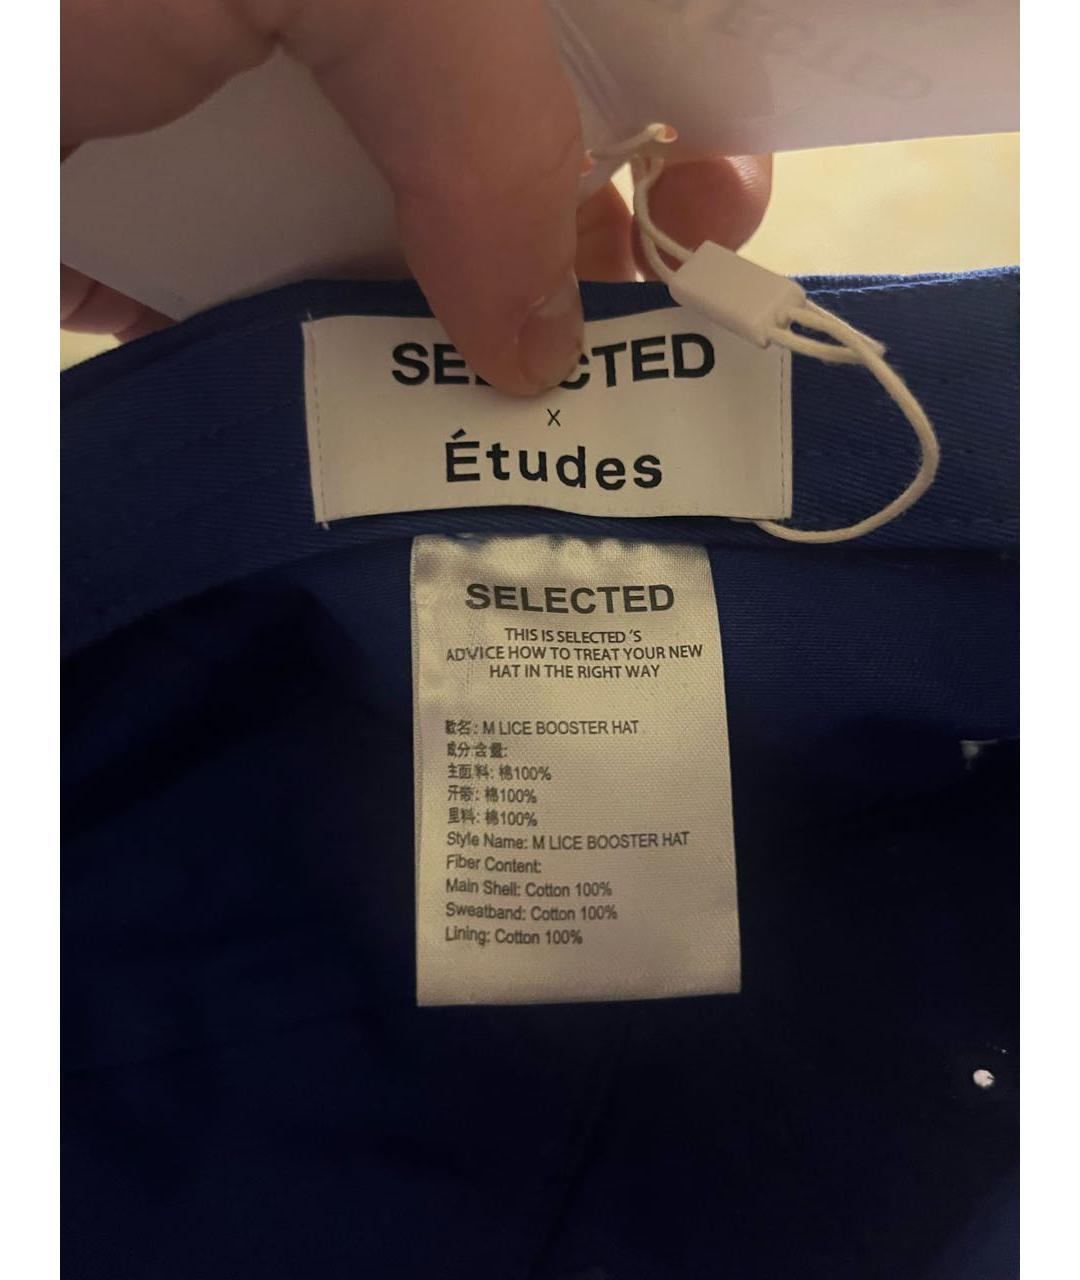 SELECTED
x
Études
SELECTED
THIS IS SELECTED 'S
ADVICE HOW TO TREAT YOUR NEW
HAT IN THE RIGHT WAY
款名: M LICE BOOSTER HAT
成分含量:
主面料: 棉100%
牙带: 棉100%
里料: 棉100%
Style Name: M LICE BOOSTER HAT
Fiber Content:
Main Shell: Cotton 100%
Sweatband: Cotton 100%
Lining: Cotton 100%